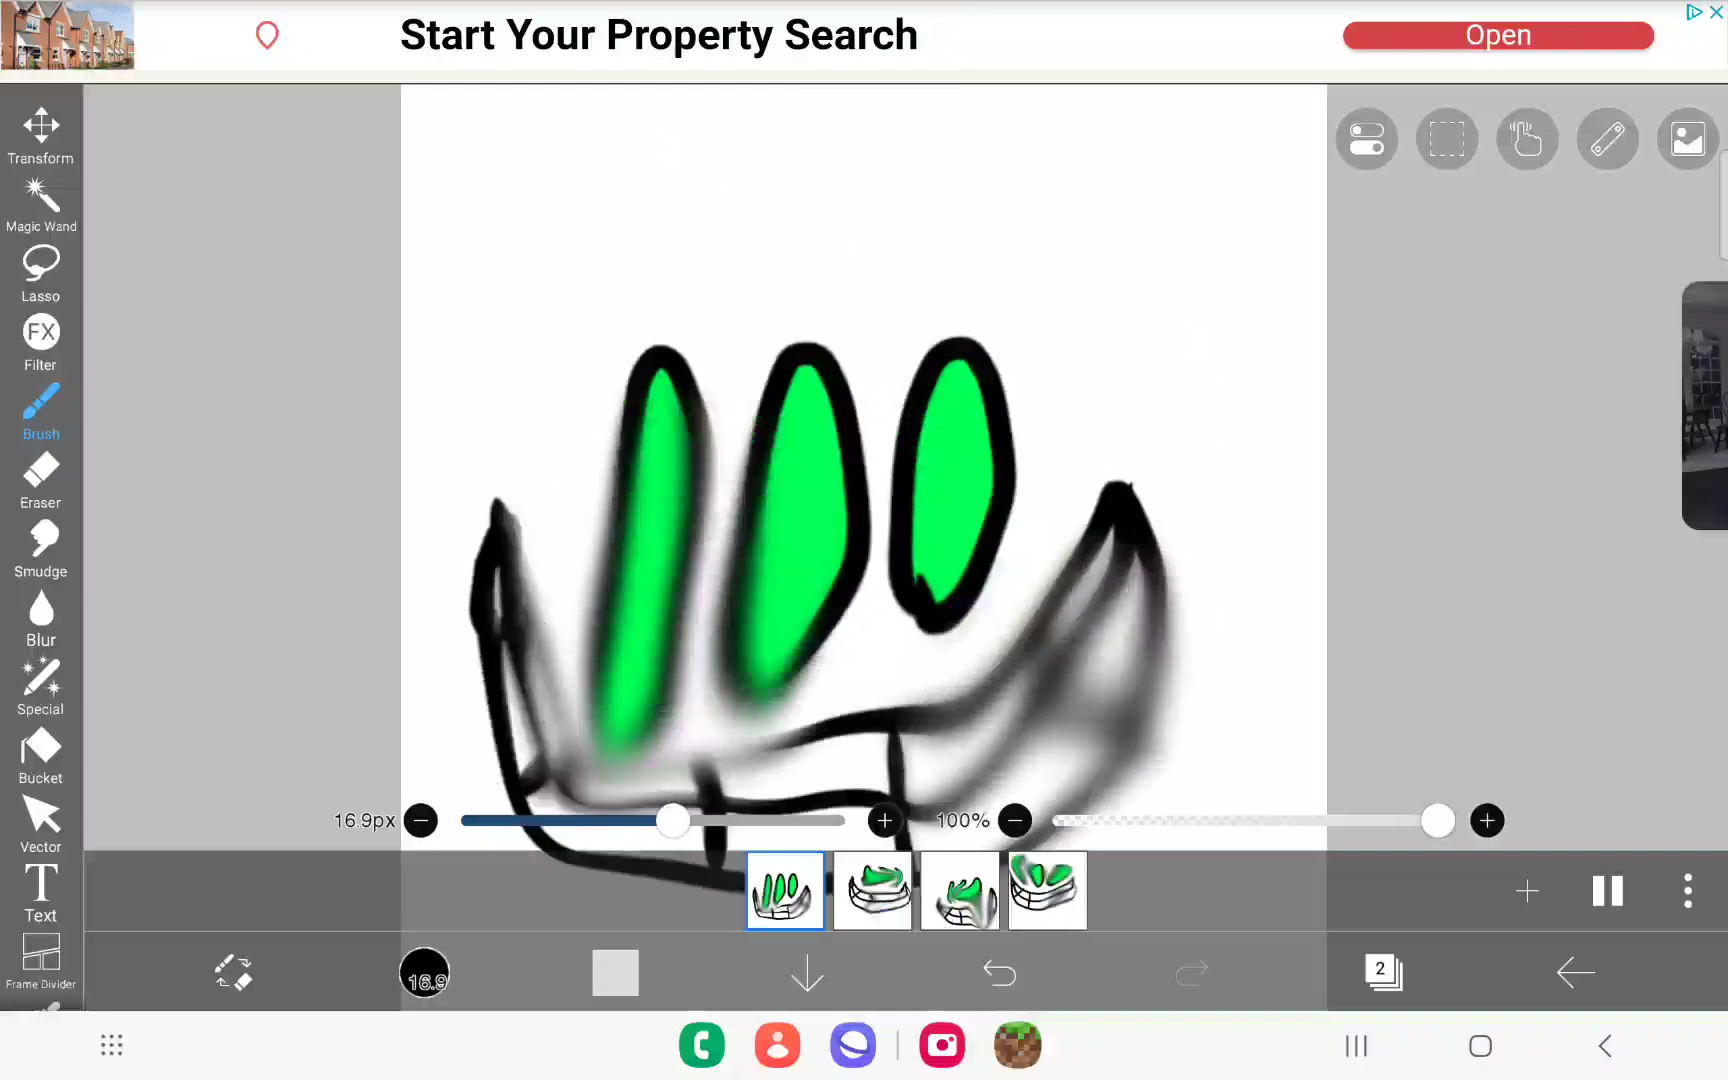 Start Your Property Search
Open
Transform
Magic Wand
Lasso
FX
Filter
Brush
Eraser
Smudge
Blur
Special
Bucket
Vector
T
Text
Frame Divider
16.9px
100%
16.9
2